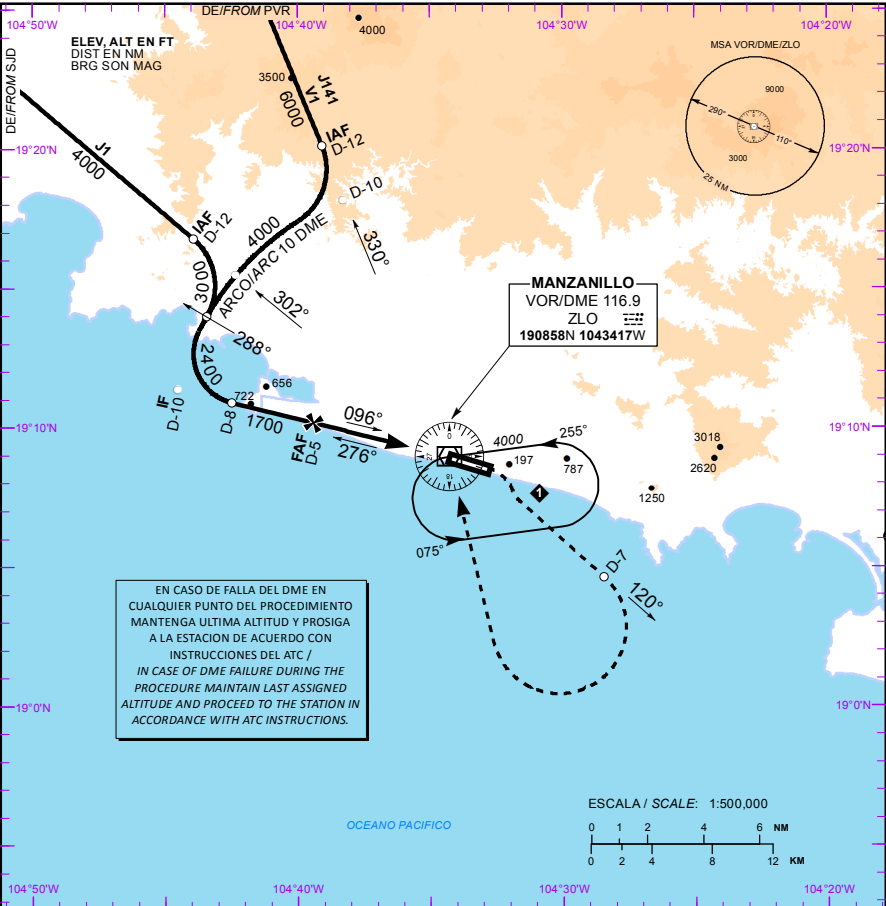 DE/FROM PVR
104°50'W
104°40'W
104°30'W
104°20'W
ELEV, ALT EN FT
DIST EN NM
BRG SON MAG
DE/FROM SJD
4000
3500
J141
V1
6000
IAF
D-12
MSA VOR/DME/ZLO
9000
290°
110°
3000
25 NM
19°20'N
19°20'N
J1
4000
IAF
D-12
D-10
4000
330°
3000
ARCO/ARC 10 DME
302°
288°
2400
MANZANILLO
VOR/DME 116.9
ZLO
190858N 1043417W
IF
D-10
656
722
D-8
1700
096°
FAF
D-5
276°
19°10'N
19°10'N
0
27
18
4000
255°
197
787
3018
2620
1250
1
075°
D-7
120°
EN CASO DE FALLA DEL DME EN
CUALQUIER PUNTO DEL PROCEDIMIENTO
MANTENGA ULTIMA ALTITUD Y PROSIGA
A LA ESTACION DE ACUERDO CON
INSTRUCCIONES DEL ATC /
IN CASE OF DME FAILURE DURING THE
PROCEDURE MAINTAIN LAST ASSIGNED
ALTITUDE AND PROCEED TO THE STATION IN
ACCORDANCE WITH ATC INSTRUCTIONS.
19°0'N
19°0'N
OCEANO PACIFICO
ESCALA / SCALE: 1:500,000
0 1 2 4 6 NM
0 2 4 8 12 KM
104°50'W
104°40'W
104°30'W
104°20'W